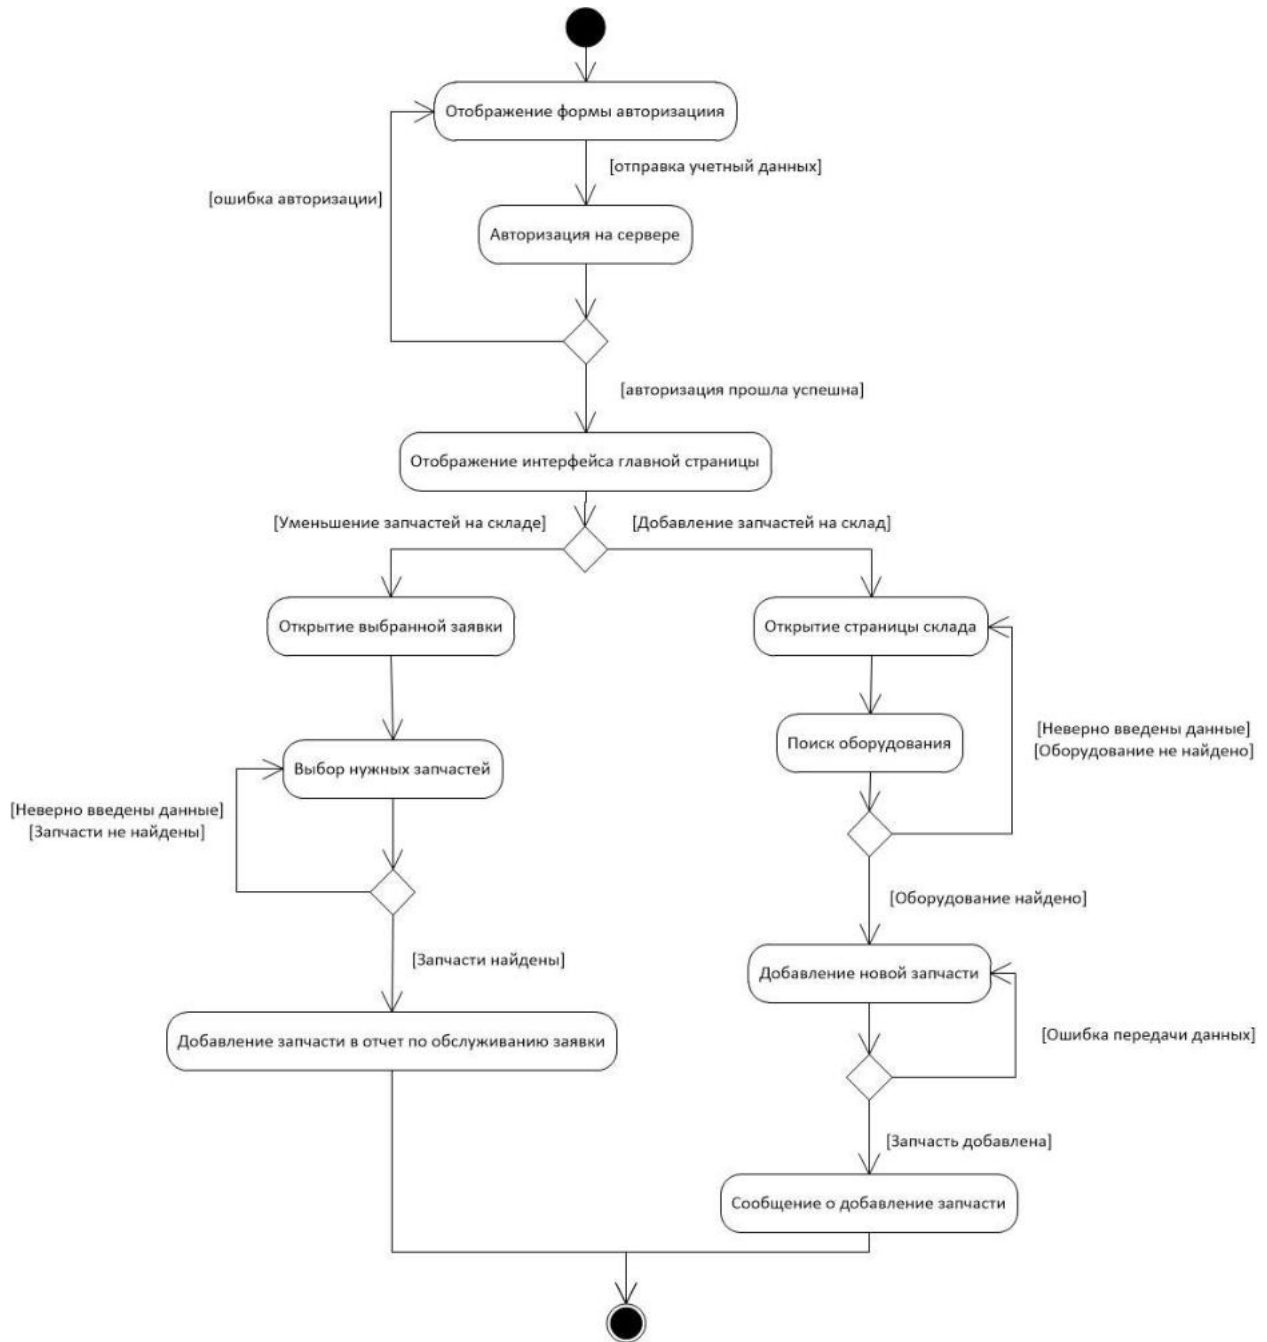 Отображение формы авторизациия
[отправка учетный данных]
[ошибка авторизации]
Авторизация на сервере
[авторизация прошла успешна]
Отображение интерфейса главной страницы
[Уменьшение запчастей на складе]
[Добавление запчастей на склад]
Открытие выбранной заявки
Открытие страницы склада
[Неверно введены данные]
[Оборудование не найдено]
Поиск оборудования
Выбор нужных запчастей
[Неверно введены данные]
[Запчасти не найдены]
[Оборудование найдено]
[Запчасти найдены]
Добавление новой запчасти
[Ошибка передачи данных]
Добавление запчасти в отчет по обслуживанию заявки
[Запчасть добавлена]
Сообщение о добавление запчасти